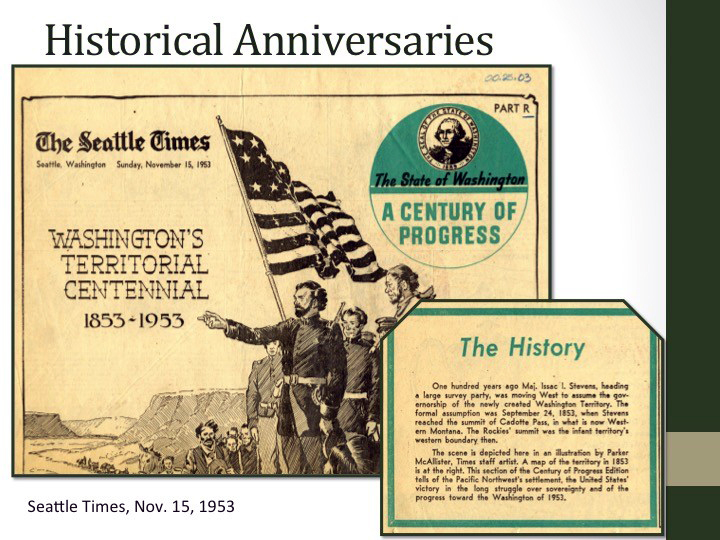 Historical Anniversaries
00.20.03
PART R
The Seattle Times
Seattle, Washington Sunday, November 15, 1953
THE SEAL OF THE STATE OF WASHINGTON
1889
The State of Washington
A CENTURY OF
PROGRESS
WASHINGTON'S
TERRITORIAL
CENTENNIAL
1853-1953
The History
One hundred years ago Maj. Issac I. Stevens, heading
a large survey party, was moving West to assume the gov-
ernorship of the newly created Washington Territory. The
formal assumption was September 24, 1853, when Stevens
reached the summit of Cadotte Pass, in what is now West-
ern Montana. The Rockies' summit was the infant territory's
western boundary then.
The scene is depicted here in an illustration by Parker
McAllister, Times staff artist. A map of the territory in 1853
is at the right. This section of the Century of Progress Edition
tells of the Pacific Northwest's settlement, the United States'
victory in the long struggle over sovereignty and of the
progress toward the Washington of 1953.
Seattle Times, Nov. 15, 1953